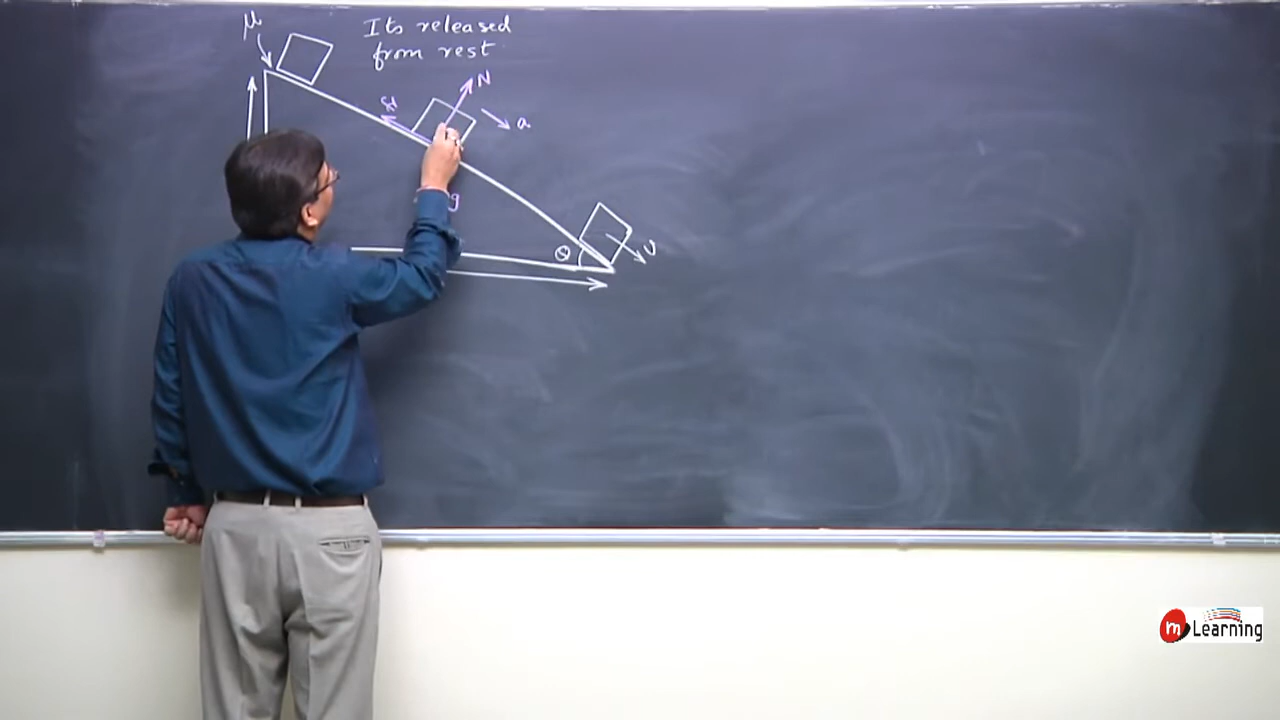 μ
Its released
from rest
N
a
g
θ
v
m Learning